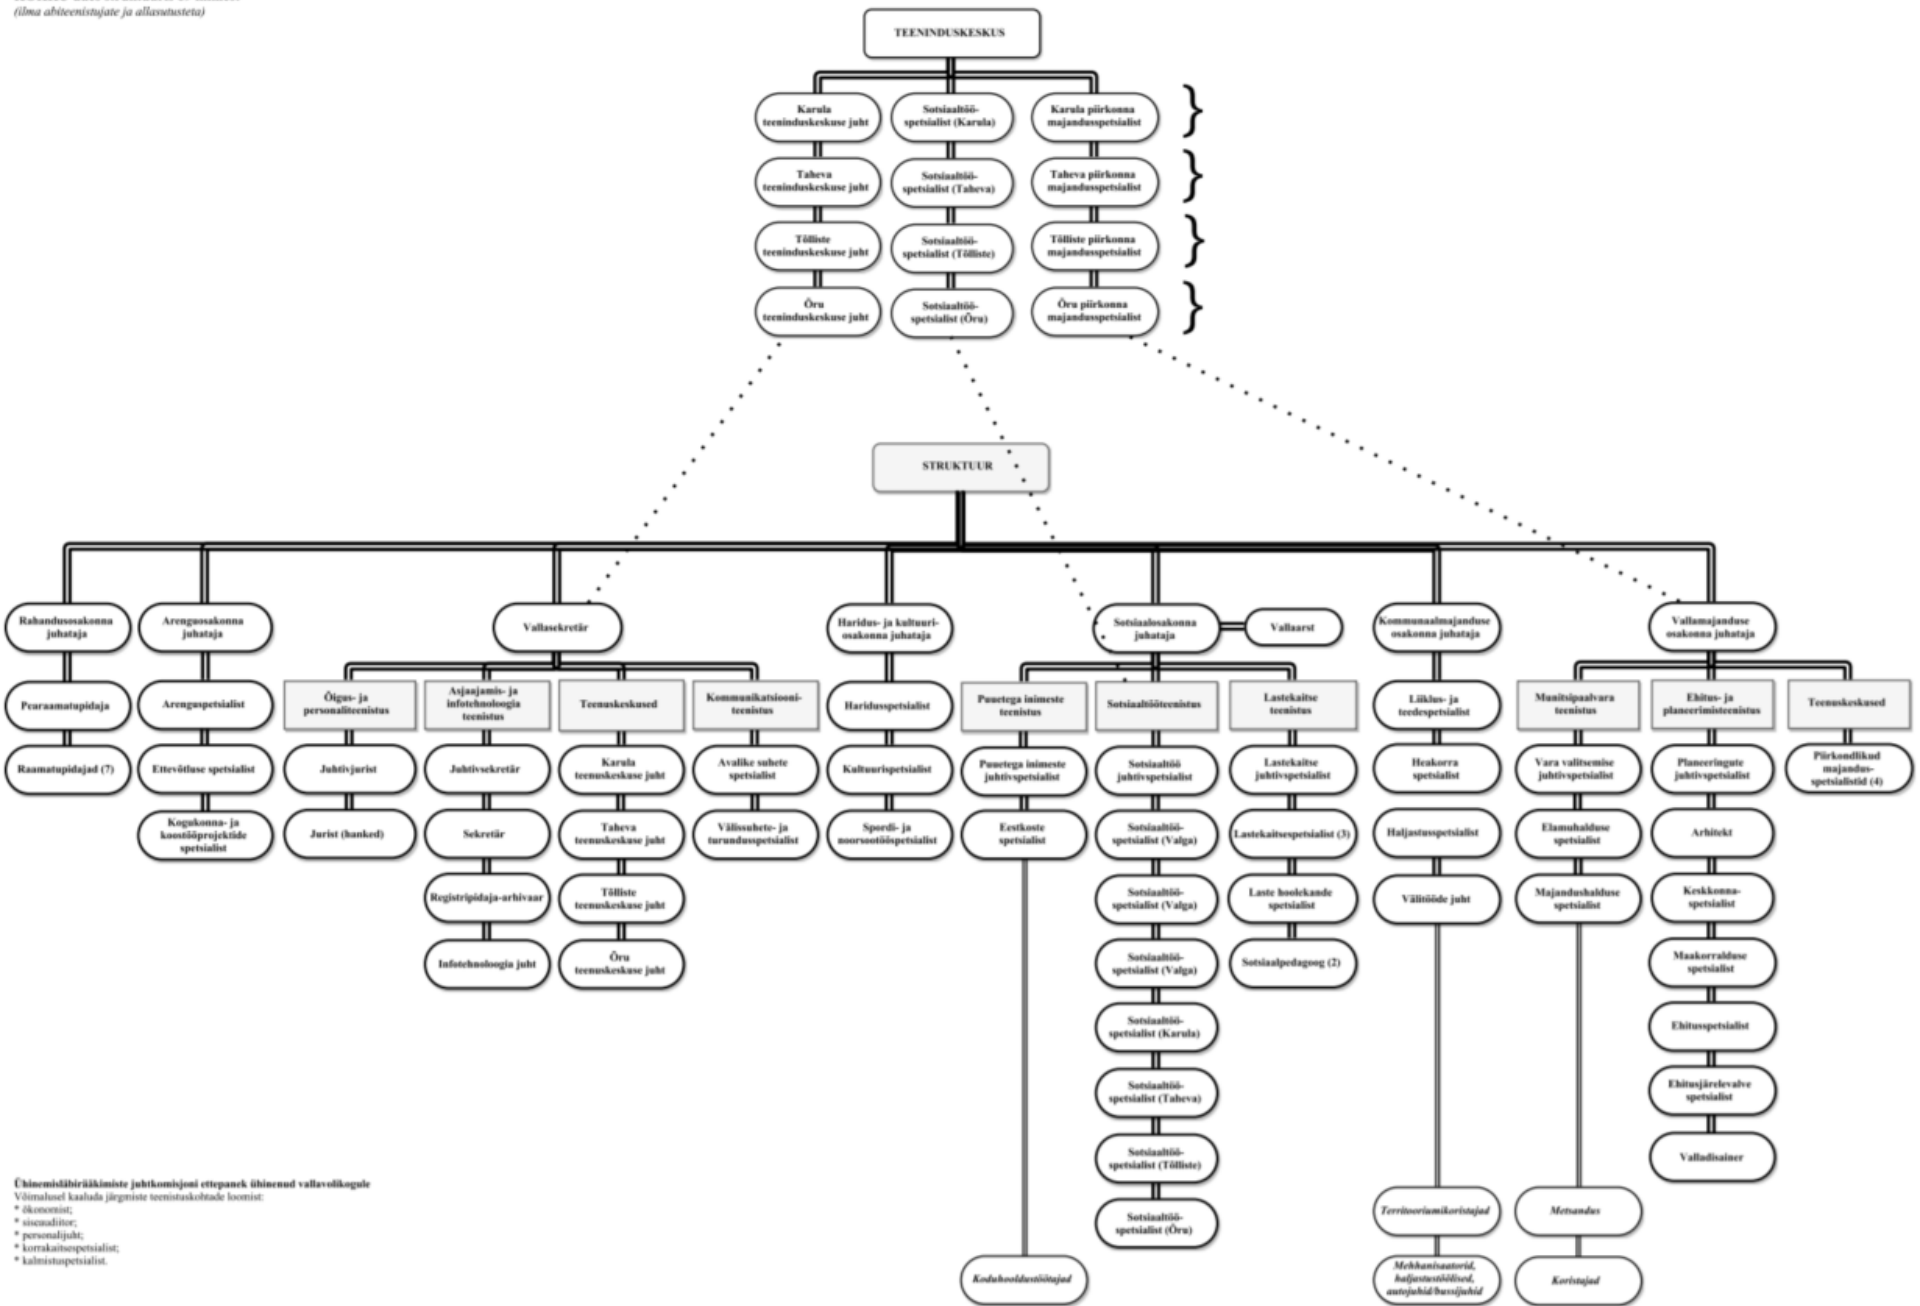 (ilma abiteenistujate ja allasutusteta)
TEENINDUSKESKUS
Karula
teeninduskeskuse juht
Sotsiaaltöö-
spetsialist (Karula)
Karula piirkonna
majandusspetsialist
Taheva
teeninduskeskuse juht
Sotsiaaltöö-
spetsialist (Taheva)
Taheva piirkonna
majandusspetsialist
Tõlliste
teeninduskeskuse juht
Sotsiaaltöö-
spetsialist (Tõlliste)
Tõlliste piirkonna
majandusspetsialist
Õru
teeninduskeskuse juht
Sotsiaaltöö-
spetsialist (Õru)
Õru piirkonna
majandusspetsialist
STRUKTUUR
Rahandusosakonna
juhataja
Pearaamatupidaja
Raamatupidajad (7)
Arenguosakonna
juhataja
Arenguspetsialist
Ettevõtluse spetsialist
Kogukonna- ja
koostööprojektide
spetsialist
Vallasekretär
Õigus- ja
personaliteenistus
Juhtivjurist
Jurist (hanked)
Asjaajamis- ja
infotehnoloogia
teenistus
Juhtivsekretär
Sekretär
Registripidaja-arhivaar
Infotehnoloogia juht
Teenuskeskused
Karula
teenuskeskuse juht
Taheva
teenuskeskuse juht
Tõlliste
teenuskeskuse juht
Õru
teenuskeskuse juht
Kommunikatsiooni-
teenistus
Avalike suhete
spetsialist
Välissuhete- ja
turundusspetsialist
Haridus- ja kultuuri-
osakonna juhataja
Haridusspetsialist
Kultuurispetsialist
Spordi- ja
noorsootööspetsialist
Sotsiaalosakonna
juhataja
Vallaarst
Puuetega inimeste
teenistus
Puuetega inimeste
juhtivspetsialist
Eestkoste
spetsialist
Koduhooldustöötajad
Sotsiaaltööteenistus
Sotsiaaltöö
juhtivspetsialist
Sotsiaaltöö-
spetsialist (Valga)
Sotsiaaltöö-
spetsialist (Valga)
Sotsiaaltöö-
spetsialist (Valga)
Sotsiaaltöö-
spetsialist (Karula)
Sotsiaaltöö-
spetsialist (Taheva)
Sotsiaaltöö-
spetsialist (Tõlliste)
Sotsiaaltöö-
spetsialist (Õru)
Lastekaitse
teenistus
Lastekaitse
juhtivspetsialist
Lastekaitsespetsialist (3)
Laste hoolekande
spetsialist
Sotsiaalpedagoog (2)
Kommunaalmajanduse
osakonna juhataja
Liiklus- ja
teedespetsialist
Heakorra
spetsialist
Haljastusspetsialist
Välitööde juht
Territooriumikoristajad
Mehhanisaatorid,
haljastustöölised,
autojuhid/bussijuhid
Vallamajanduse
osakonna juhataja
Munitsipaalvara
teenistus
Vara valitsemise
juhtivspetsialist
Elamuhalduse
spetsialist
Majandushalduse
spetsialist
Metsandus
Koristajad
Ehitus- ja
planeerimisteenistus
Planeeringute
juhtivspetsialist
Arhitekt
Keskkonna-
spetsialist
Maakorralduse
spetsialist
Ehitusspetsialist
Ehitusjärelevalve
spetsialist
Valladisainer
Teenuskeskused
Piirkondlikud
majandus-
spetsialistid (4)
Ühinemisläbirääkimiste juhtkomisjoni ettepanek ühinenud vallavolikogule
Võimalusel kaaluda järgmiste teenistuskohtade loomist:
* ökonomist;
* siseaudiitor;
* personalijuht;
* korrakaitsespetsialist;
* kalmistuspetsialist.